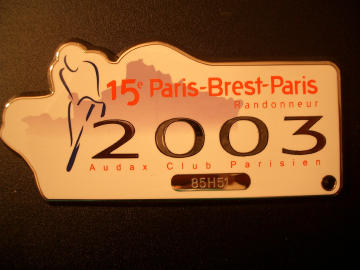 15e Paris-Brest-Paris
Randonneur
2003
Audax Club Parisien
85H51